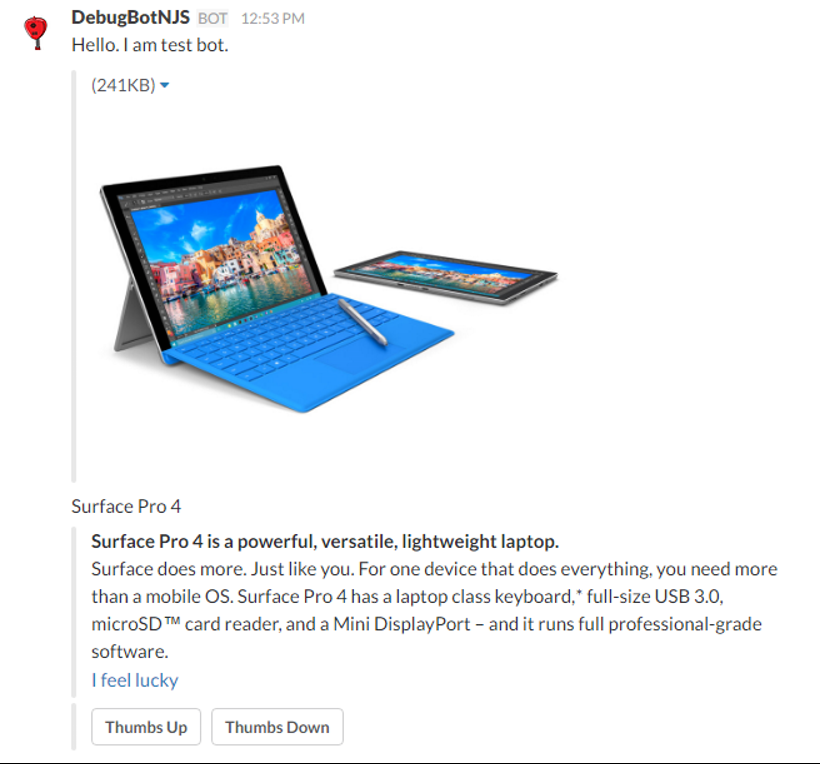 DebugBotNJS BOT 12:53 PM
Hello. I am test bot.
(241KB)
Surface Pro 4
Surface Pro 4 is a powerful, versatile, lightweight laptop.
Surface does more. Just like you. For one device that does everything, you need more
than a mobile OS. Surface Pro 4 has a laptop class keyboard,* full-size USB 3.0,
microSD™ card reader, and a Mini DisplayPort – and it runs full professional-grade
software.
I feel lucky
Thumbs Up Thumbs Down